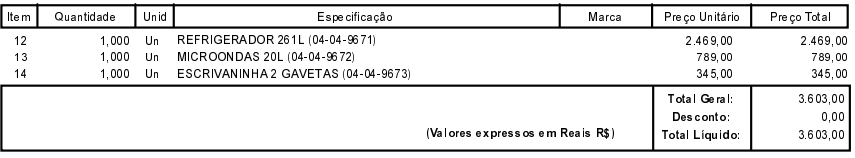 Item Quantidade Unid Especificação Marca Preço Unitário Preço Total
12 1,000 Un REFRIGERADOR 261L (04-04-9671) 2.469,00 2.469,00
13 1,000 Un MICROONDAS 20L (04-04-9672) 789,00 789,00
14 1,000 Un ESCRIVANINHA 2 GAVETAS (04-04-9673) 345,00 345,00
Total Geral: 3.603,00
Desconto: 0,00
(Valores expressos em Reais R$) Total Líquido: 3.603,00